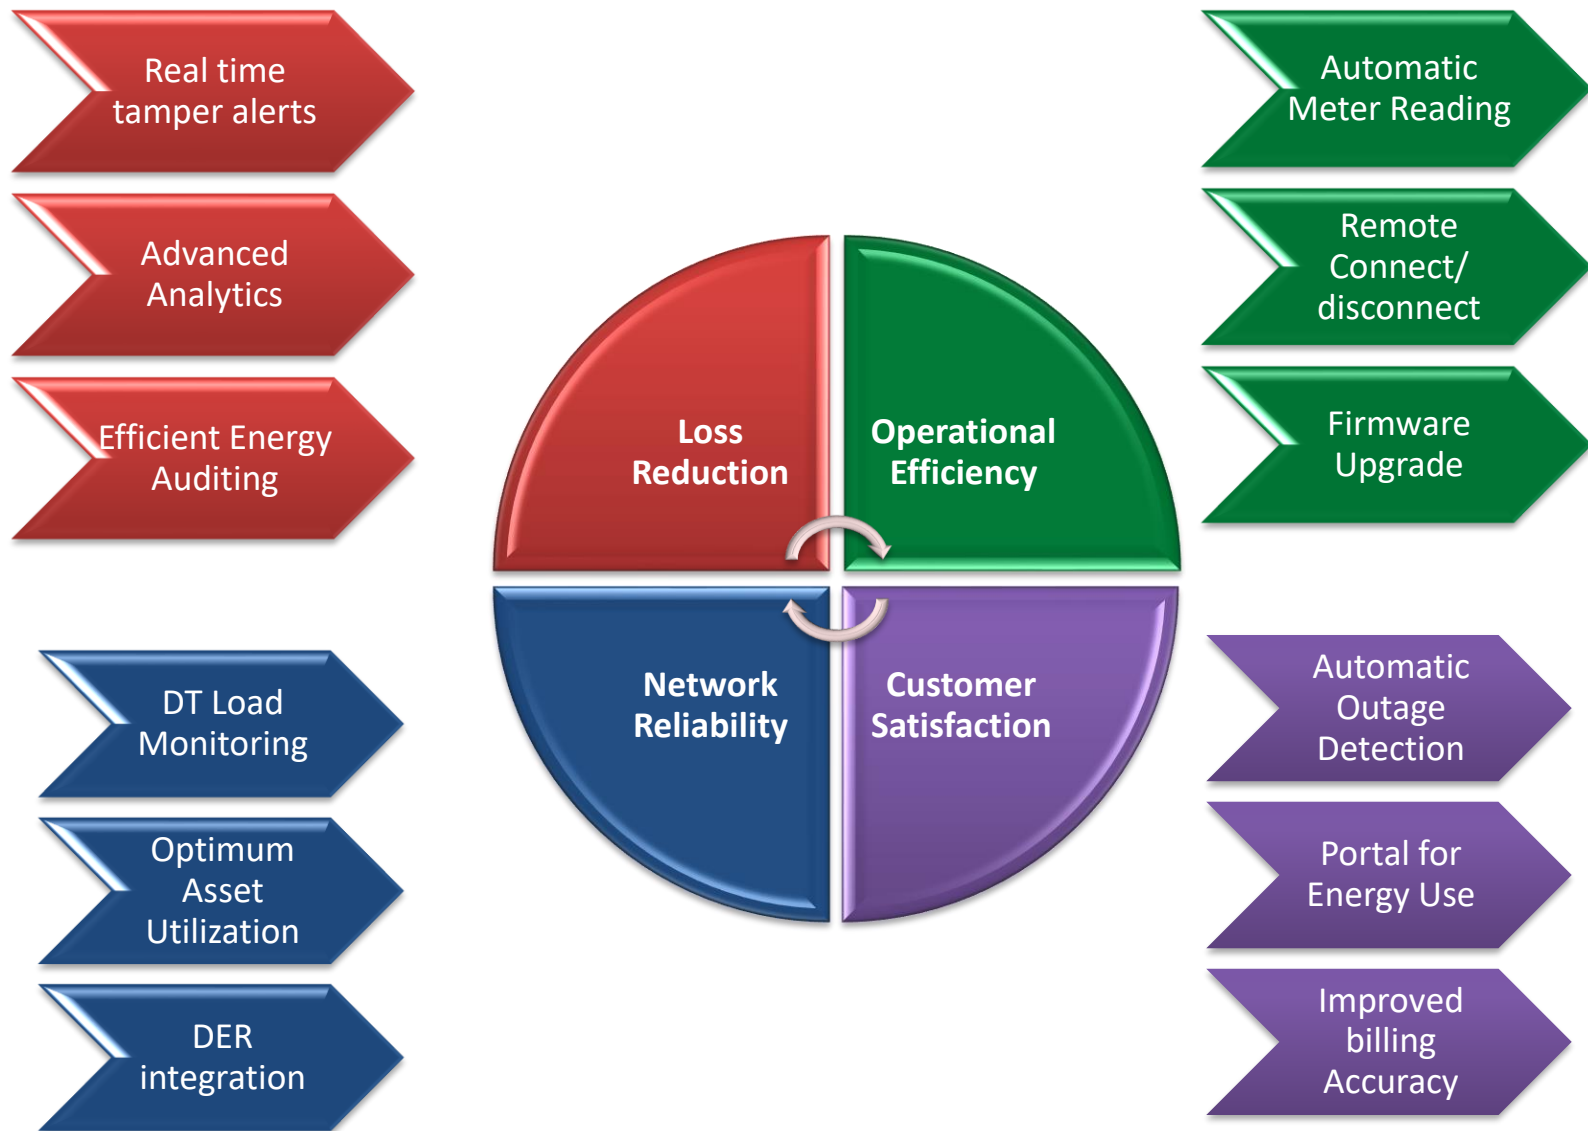 Real time
tamper alerts
Advanced
Analytics
Efficient Energy
Auditing
Automatic
Meter Reading
Remote
Connect/
disconnect
Firmware
Upgrade
Loss
Reduction
Operational
Efficiency
Network
Reliability
Customer
Satisfaction
DT Load
Monitoring
Optimum
Asset
Utilization
DER
integration
Automatic
Outage
Detection
Portal for
Energy Use
Improved
billing
Accuracy